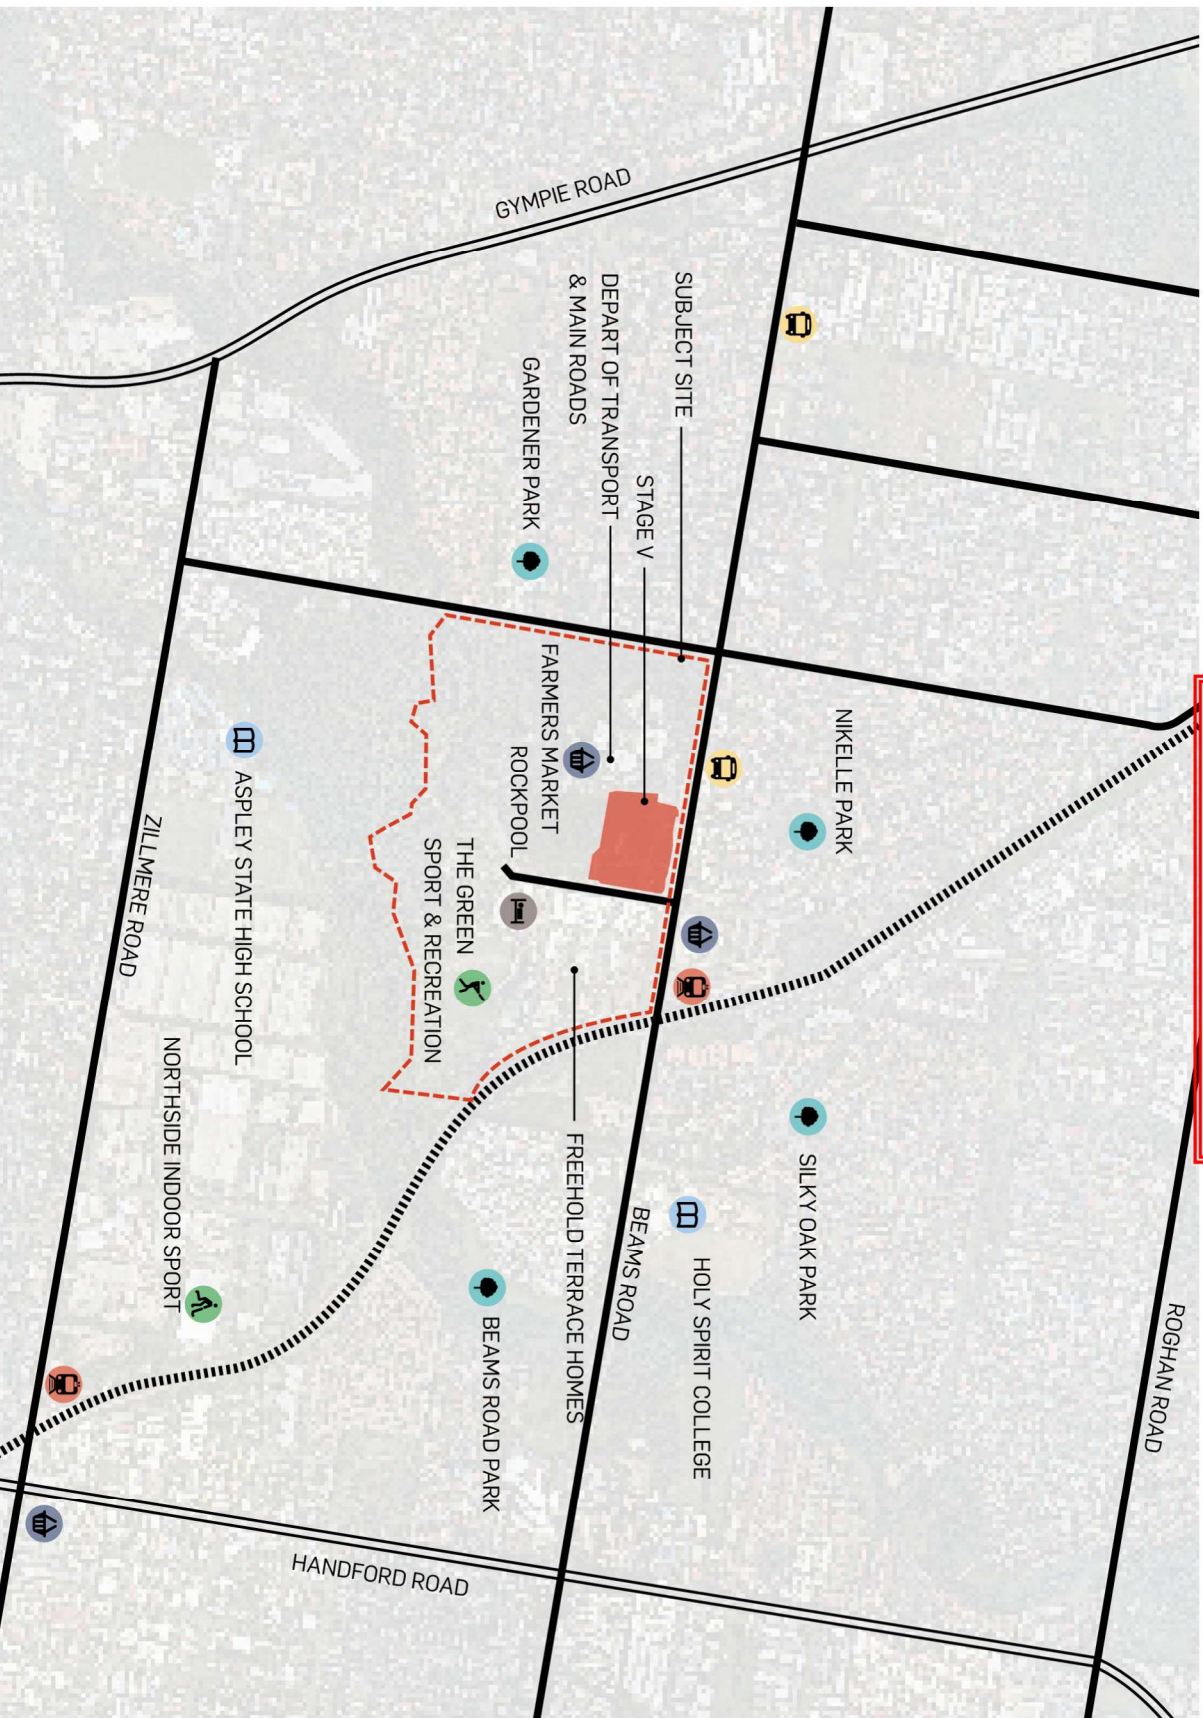 ROGHAN ROAD
NIKELLE PARK
SILKY OAK PARK
HOLY SPIRIT COLLEGE
SUBJECT SITE
STAGE V
BEAMS ROAD
DEPART OF TRANSPORT
& MAIN ROADS
FREEHOLD TERRACE HOMES
GYMPIE ROAD
FARMERS MARKET
GARDENER PARK
ROCKPOOL
BEAMS ROAD PARK
THE GREEN
SPORT & RECREATION
HANDFORD ROAD
ASPLEY STATE HIGH SCHOOL
NORTHSIDE INDOOR SPORT
ZILLMERE ROAD